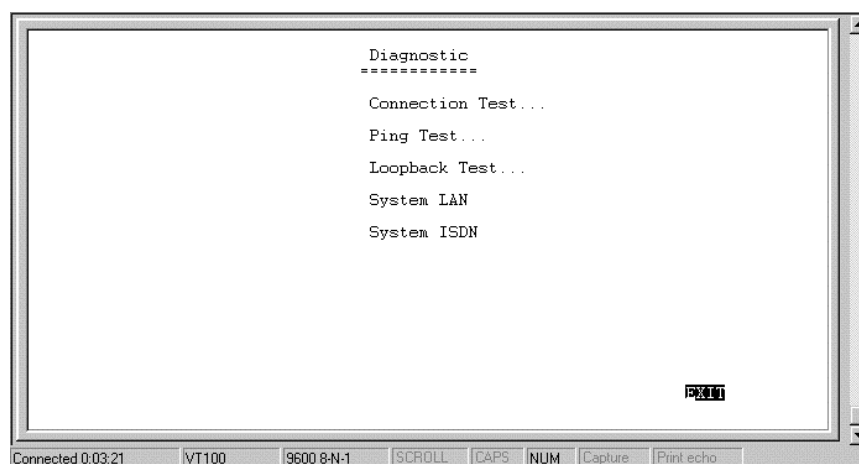 Diagnostic
============
Connection Test...
Ping Test...
Loopback Test...
System LAN
System ISDN
EXIT
Connected 0:03:21 VT100 9600 8-N-1 SCROLL CAPS NUM Capture Print echo